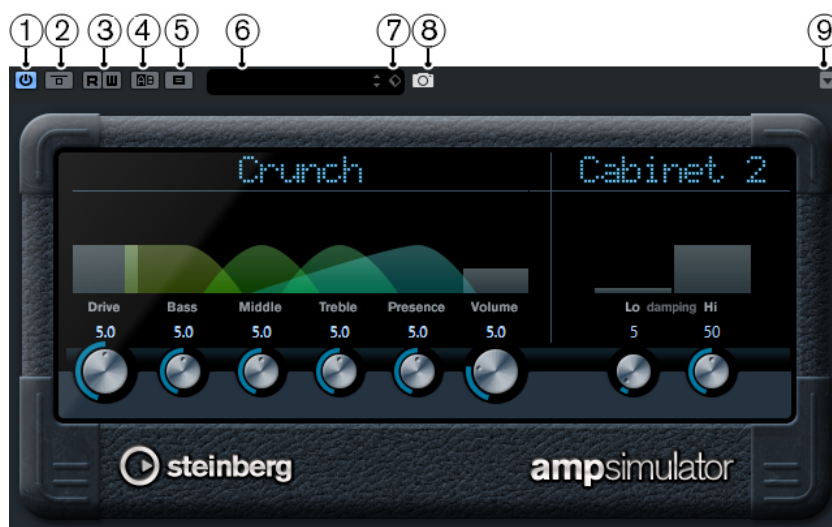 1 2 3 4 5 6 7 8 9
R W A B
Crunch Cabinet 2
Drive Bass Middle Treble Presence Volume Lo damping Hi
5.0 5.0 5.0 5.0 5.0 5.0 5 50
steinberg ampsimulator